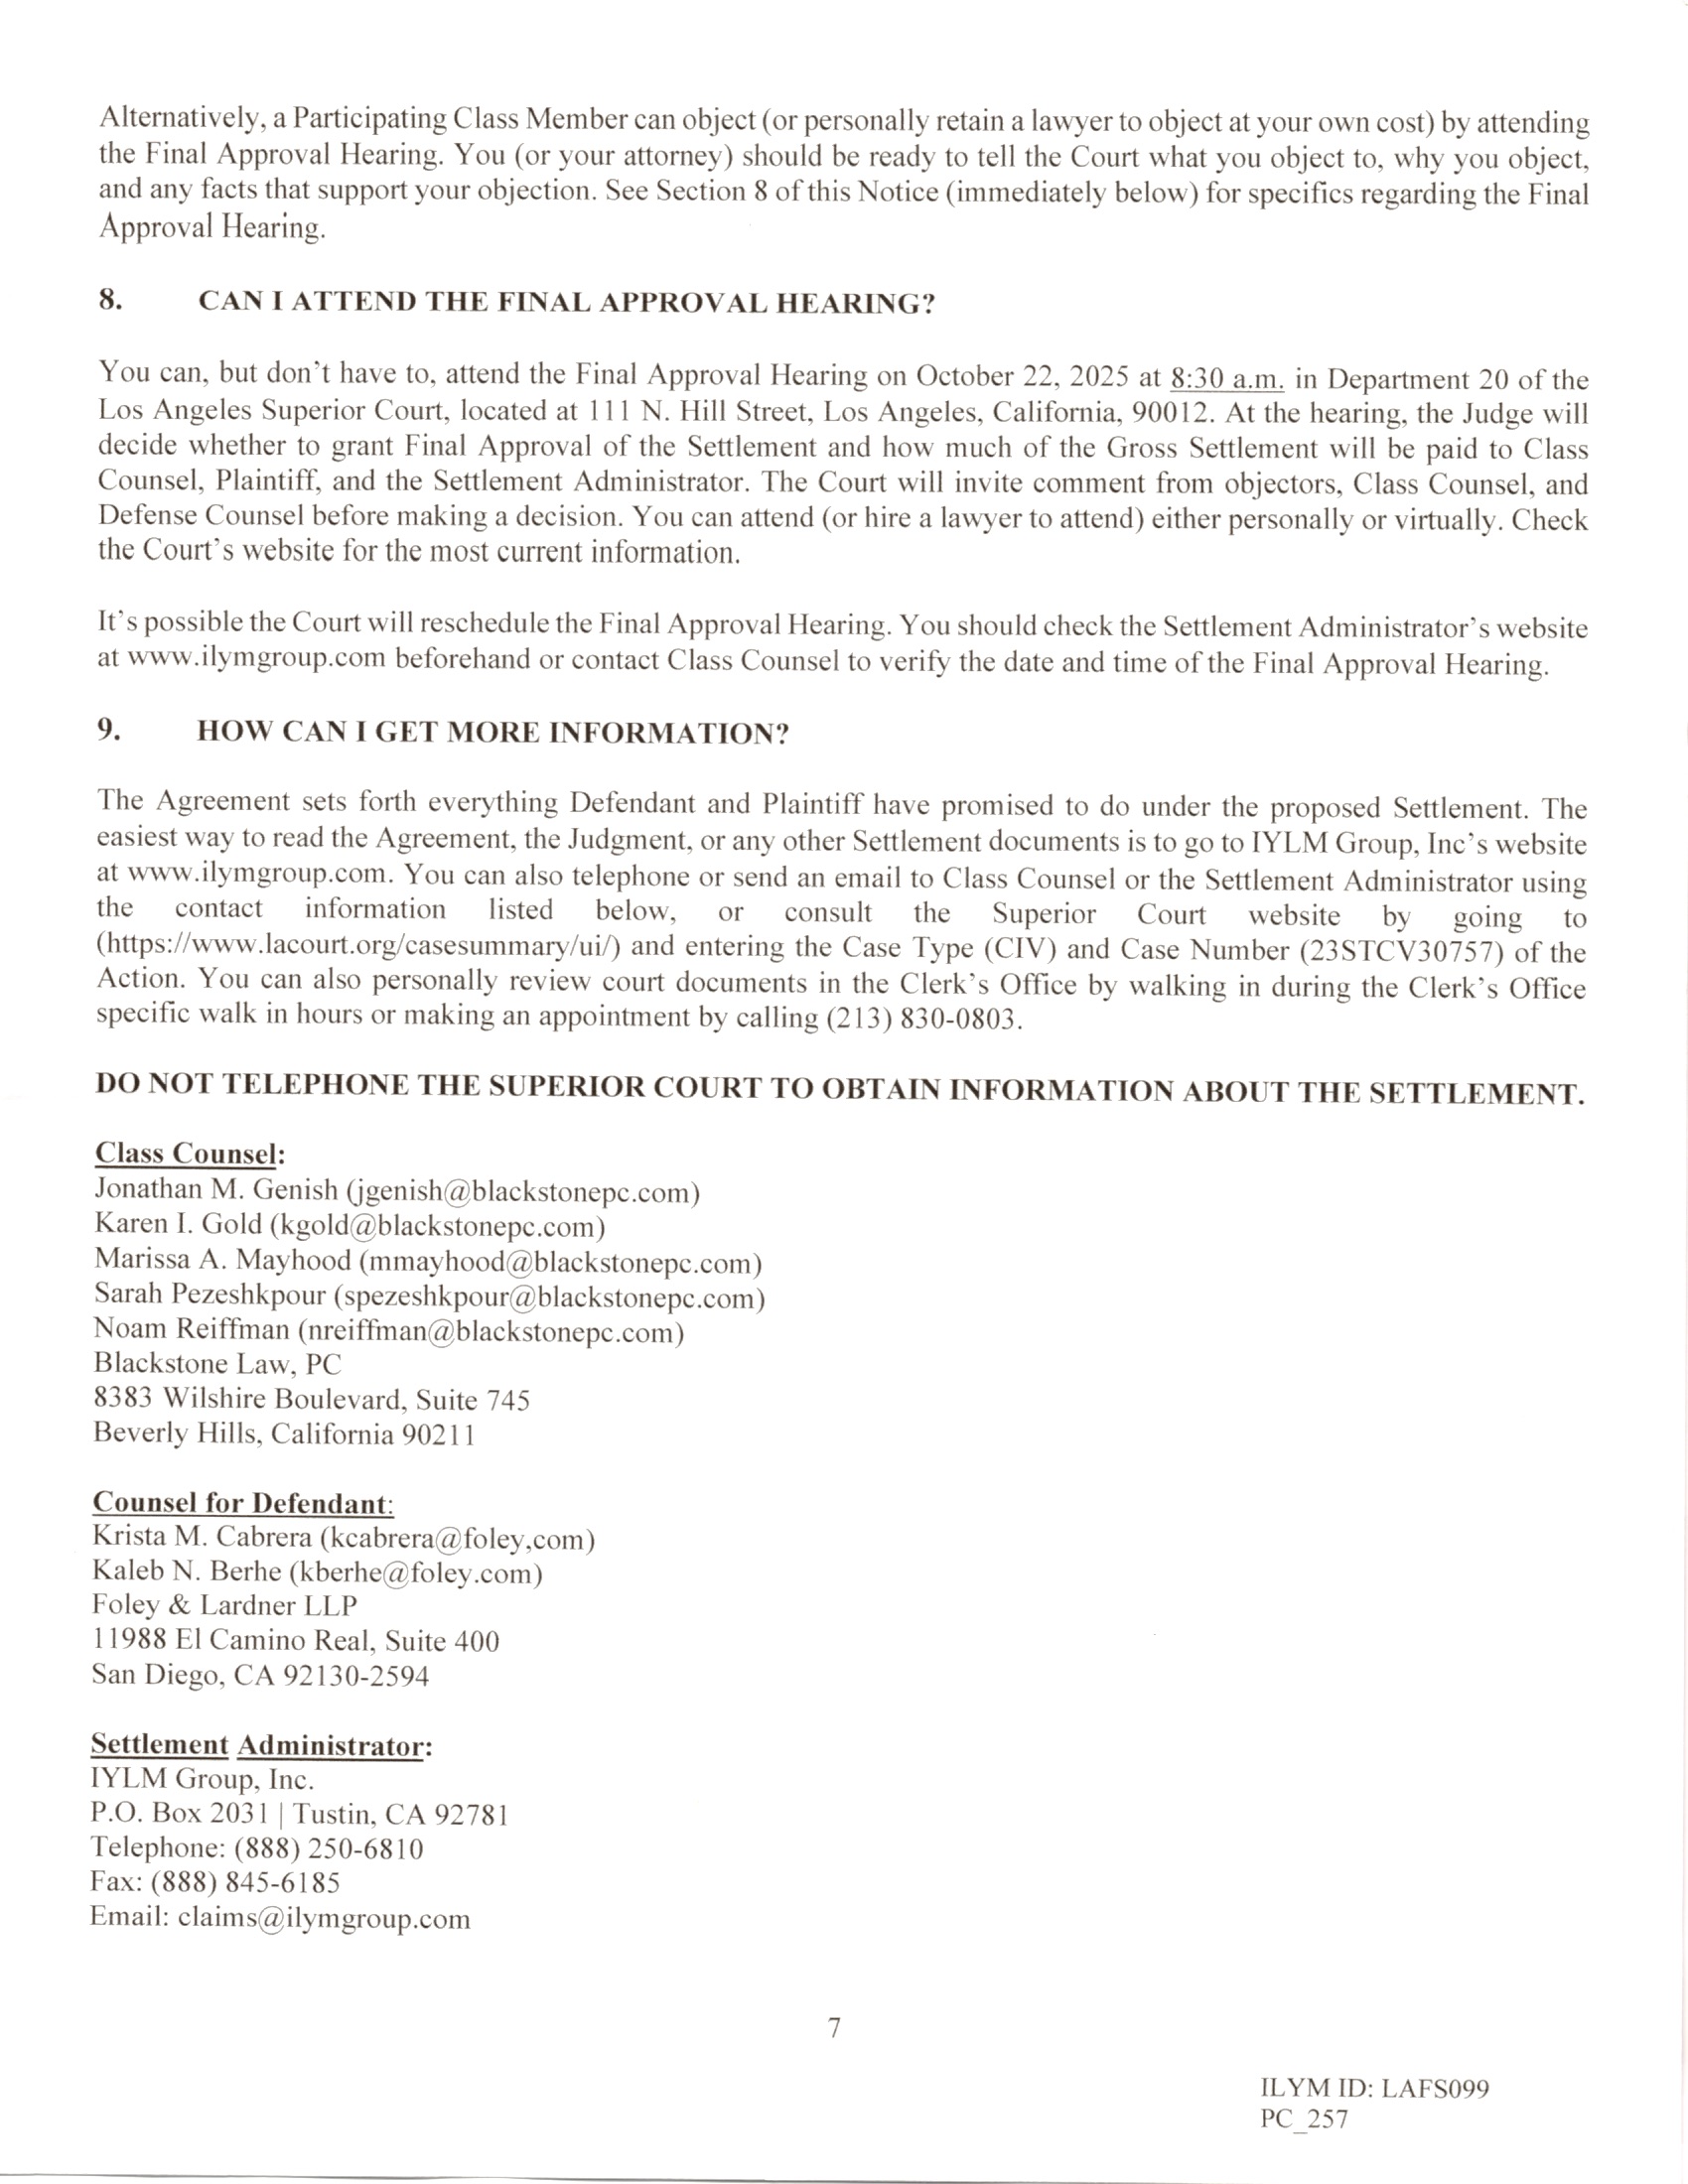 Alternatively, a Participating Class Member can object (or personally retain a lawyer to object at your own cost) by attending
the Final Approval Hearing. You (or your attorney) should be ready to tell the Court what you object to, why you object,
and any facts that support your objection. See Section 8 of this Notice (immediately below) for specifics regarding the Final
Approval Hearing.
8. CAN I ATTEND THE FINAL APPROVAL HEARING?
You can, but don't have to, attend the Final Approval Hearing on October 22, 2025 at 8:30 a.m. in Department 20 of the
Los Angeles Superior Court, located at 111 N. Hill Street, Los Angeles, California, 90012. At the hearing, the Judge will
decide whether to grant Final Approval of the Settlement and how much of the Gross Settlement will be paid to Class
Counsel, Plaintiff, and the Settlement Administrator. The Court will invite comment from objectors, Class Counsel, and
Defense Counsel before making a decision. You can attend (or hire a lawyer to attend) either personally or virtually. Check
the Court's website for the most current information.
It's possible the Court will reschedule the Final Approval Hearing. You should check the Settlement Administrator's website
at www.ilymgroup.com beforehand or contact Class Counsel to verify the date and time of the Final Approval Hearing.
9. HOW CAN I GET MORE INFORMATION?
The Agreement sets forth everything Defendant and Plaintiff have promised to do under the proposed Settlement. The
easiest way to read the Agreement, the Judgment, or any other Settlement documents is to go to IYLM Group, Inc's website
at www.ilymgroup.com. You can also telephone or send an email to Class Counsel or the Settlement Administrator using
the contact information listed below, or consult the Superior Court website by going to
(https://www.lacourt.org/casesummary/ui/) and entering the Case Type (CIV) and Case Number (23STCV30757) of the
Action. You can also personally review court documents in the Clerk's Office by walking in during the Clerk's Office
specific walk in hours or making an appointment by calling (213) 830-0803.
DO NOT TELEPHONE THE SUPERIOR COURT TO OBTAIN INFORMATION ABOUT THE SETTLEMENT.
Class Counsel:
Jonathan M. Genish (jgenish@blackstonepc.com)
Karen I. Gold (kgold@blackstonepc.com)
Marissa A. Mayhood (mmayhood@blackstonepc.com)
Sarah Pezeshkpour (spezeshkpour@blackstonepc.com)
Noam Reiffman (nreiffman@blackstonepc.com)
Blackstone Law, PC
8383 Wilshire Boulevard, Suite 745
Beverly Hills, California 90211
Counsel for Defendant:
Krista M. Cabrera (kcabrera@foley,com)
Kaleb N. Berhe (kberhe@foley.com)
Foley & Lardner LLP
11988 El Camino Real, Suite 400
San Diego, CA 92130-2594
Settlement Administrator:
IYLM Group, Inc.
P.O. Box 2031 | Tustin, CA 92781
Telephone: (888) 250-6810
Fax: (888) 845-6185
Email: claims@ilymgroup.com
7
ILYM ID: LAFS099
PC_257